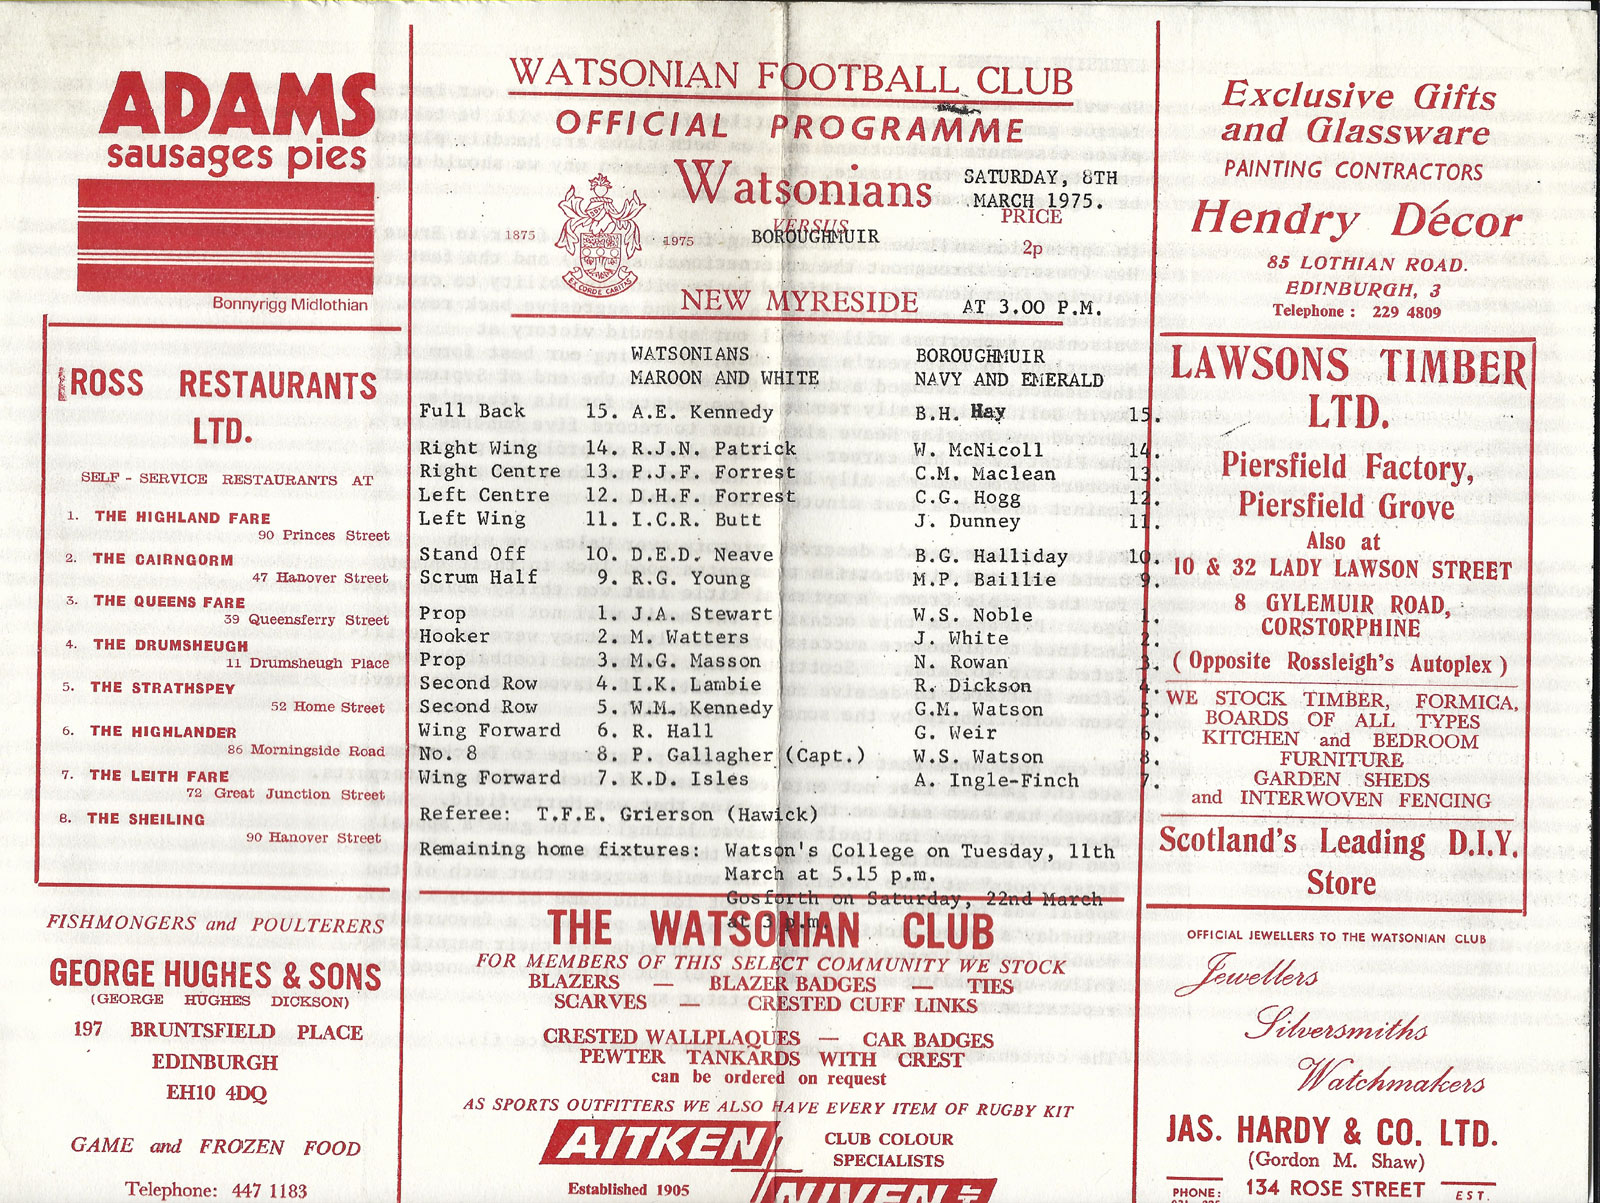 ADAMS
sausages pies
Bonnyrigg Midlothian
ROSS RESTAURANTS
LTD.
SELF - SERVICE RESTAURANTS AT
1. THE HIGHLAND FARE
90 Princes Street
2. THE CAIRNGORM
47 Hanover Street
3. THE QUEENS FARE
39 Queensferry Street
4. THE DRUMSHEUGH
11 Drumsheugh Place
5. THE STRATHSPEY
52 Home Street
6. THE HIGHLANDER
86 Morningside Road
7. THE LEITH FARE
72 Great Junction Street
8. THE SHEILING
90 Hanover Street
FISHMONGERS and POULTERERS
GEORGE HUGHES & SONS
(GEORGE HUGHES DICKSON)
197 BRUNTSFIELD PLACE
EDINBURGH
EH10 4DQ
GAME and FROZEN FOOD
Telephone: 447 1183
WATSONIAN FOOTBALL CLUB
OFFICIAL PROGRAMME
Watsonians SATURDAY, 8TH
MARCH 1975.
VERSUS PRICE
1875 1975 BOROUGHMUIR 2p
EX CORDE CARITAS
NEW MYRESIDE AT 3.00 P.M.
WATSONIANS BOROUGHMUIR
MAROON AND WHITE NAVY AND EMERALD
Full Back 15. A.E. Kennedy B.H. Hay 15.
Right Wing 14. R.J.N. Patrick W. McNicoll 14.
Right Centre 13. P.J.F. Forrest C.M. Maclean 13.
Left Centre 12. D.H.F. Forrest C.G. Hogg 12.
Left Wing 11. I.C.R. Butt J. Dunney 11.
Stand Off 10. D.E.D. Neave B.G. Halliday 10.
Scrum Half 9. R.G. Young M.P. Baillie 9.
Prop 1. J.A. Stewart W.S. Noble 1.
Hooker 2. M. Watters J. White 2.
Prop 3. M.G. Masson N. Rowan 3.
Second Row 4. I.K. Lambie R. Dickson 4.
Second Row 5. W.M. Kennedy G.M. Watson 5.
Wing Forward 6. R. Hall G. Weir 6.
No. 8 8. P. Gallagher (Capt.) W.S. Watson 8.
Wing Forward 7. K.D. Isles A. Ingle-Finch 7.
Referee: T.F.E. Grierson (Hawick)
Remaining home fixtures: Watson's College on Tuesday, 11th
March at 5.15 p.m.
Gosforth on Saturday, 22nd March
at 3 p.m.
THE WATSONIAN CLUB
FOR MEMBERS OF THIS SELECT COMMUNITY WE STOCK
BLAZERS — BLAZER BADGES — TIES
SCARVES — CRESTED CUFF LINKS
CRESTED WALLPLAQUES — CAR BADGES
PEWTER TANKARDS WITH CREST
can be ordered on request
AS SPORTS OUTFITTERS WE ALSO HAVE EVERY ITEM OF RUGBY KIT
AITKEN CLUB COLOUR
SPECIALISTS
Established 1905 NIVEN LTD
Exclusive Gifts
and Glassware
PAINTING CONTRACTORS
Hendry Décor
85 LOTHIAN ROAD.
EDINBURGH, 3
Telephone : 229 4809
LAWSONS TIMBER
LTD.
Piersfield Factory,
Piersfield Grove
Also at
10 & 32 LADY LAWSON STREET
8 GYLEMUIR ROAD,
CORSTORPHINE
( Opposite Rossleigh's Autoplex )
WE STOCK TIMBER, FORMICA,
BOARDS OF ALL TYPES
KITCHEN and BEDROOM
FURNITURE
GARDEN SHEDS
and INTERWOVEN FENCING
Scotland's Leading D.I.Y.
Store
OFFICIAL JEWELLERS TO THE WATSONIAN CLUB
Jewellers
Silversmiths
Watchmakers
JAS. HARDY & CO. LTD.
(Gordon M. Shaw)
PHONE: 134 ROSE STREET EST.